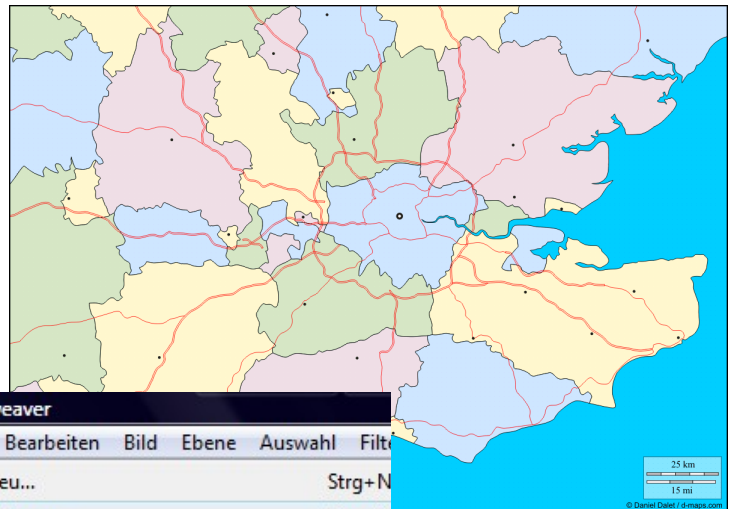 eaver
Bearbeiten Bild Ebene Auswahl Filte
eu... Strg+N
25 km
15 mi
© Daniel Dalet / d-maps.com